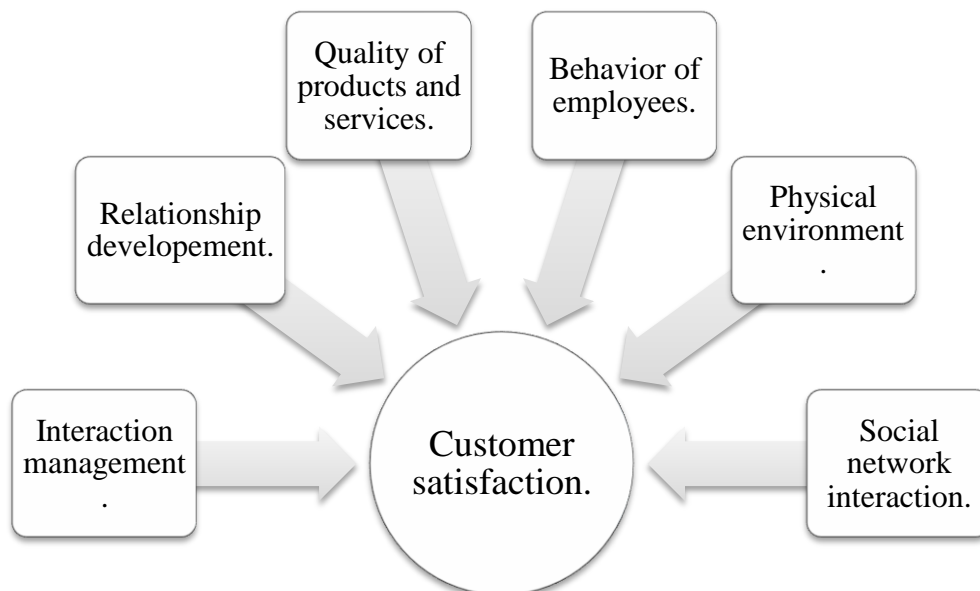 Quality of
products and
services.
Behavior of
employees.
Relationship
developement.
Physical
environment
.
Interaction
management
.
Customer
satisfaction.
Social
network
interaction.